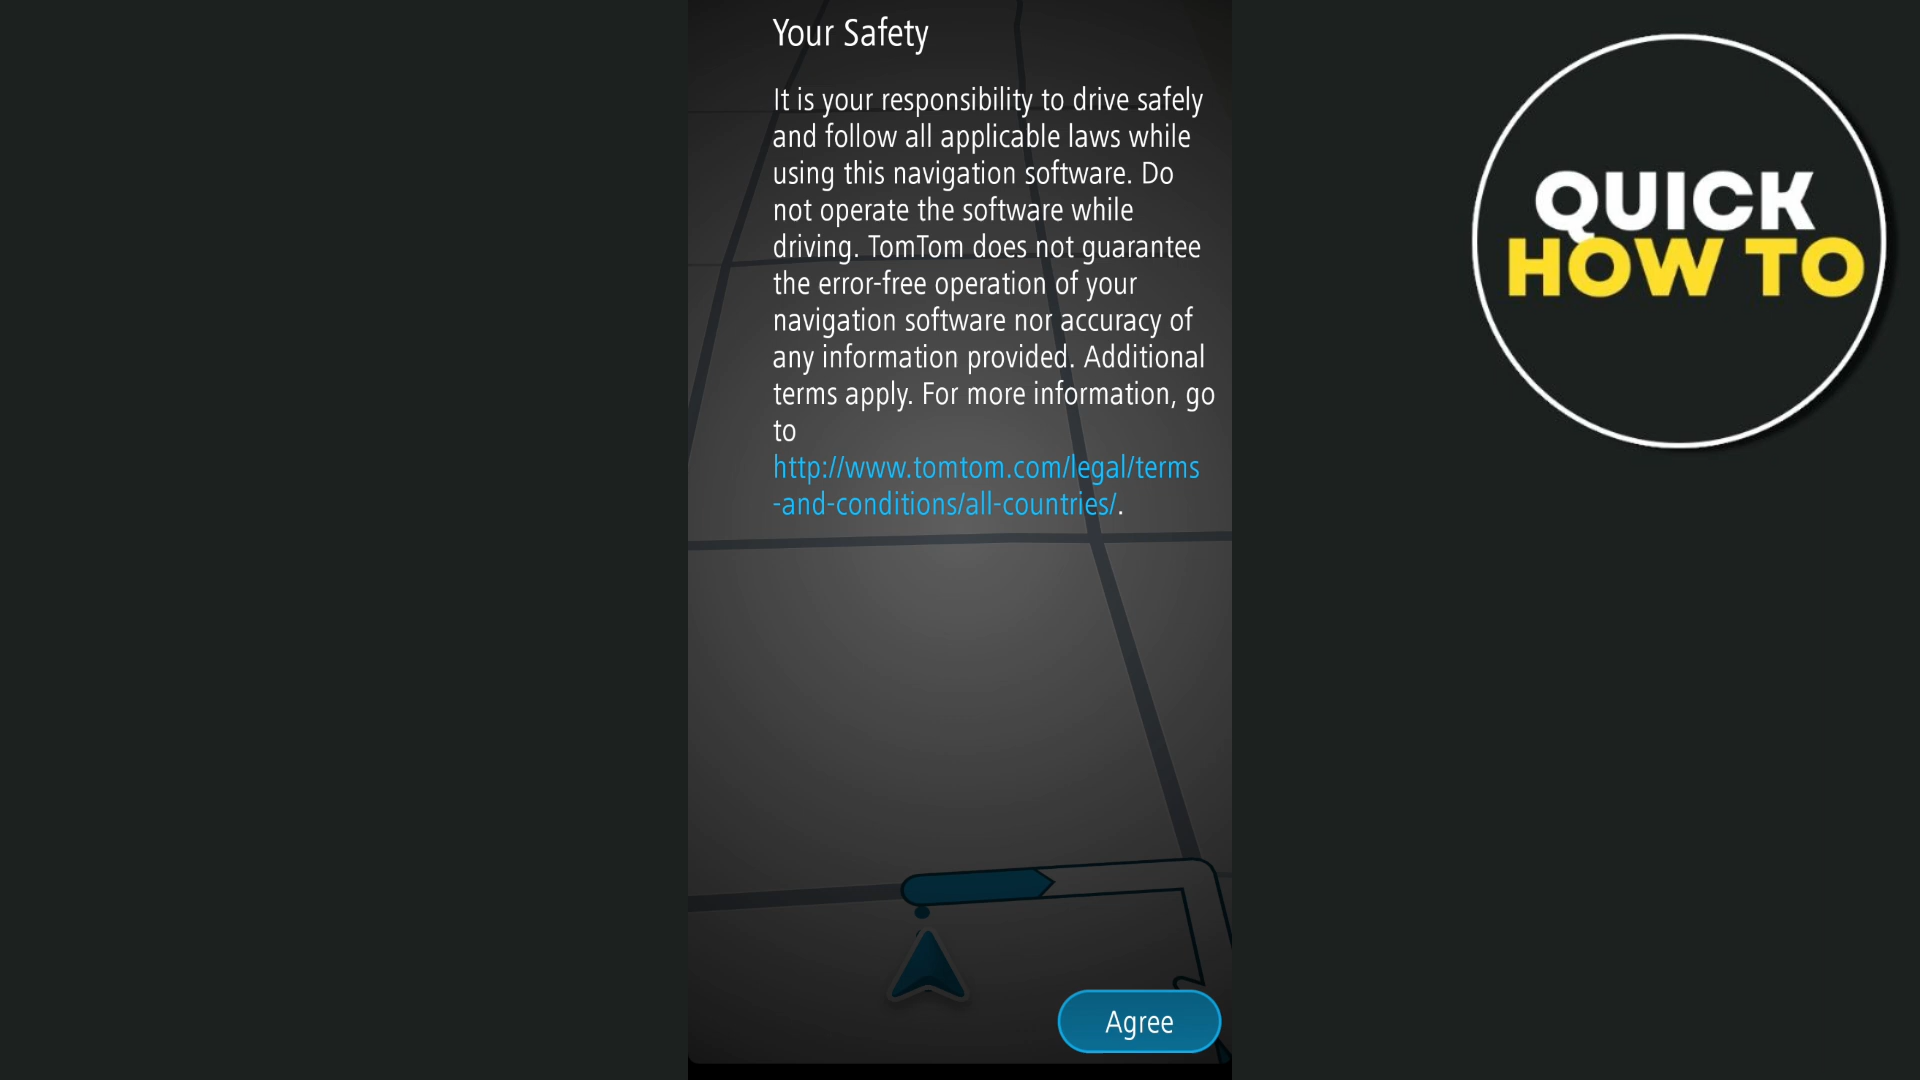 Your Safety
It is your responsibility to drive safely
and follow all applicable laws while
using this navigation software. Do
not operate the software while
driving. TomTom does not guarantee
the error-free operation of your
navigation software nor accuracy of
any information provided. Additional
terms apply. For more information, go
to
http://www.tomtom.com/legal/terms
-and-conditions/all-countries/.
Agree
QUICK
HOW TO